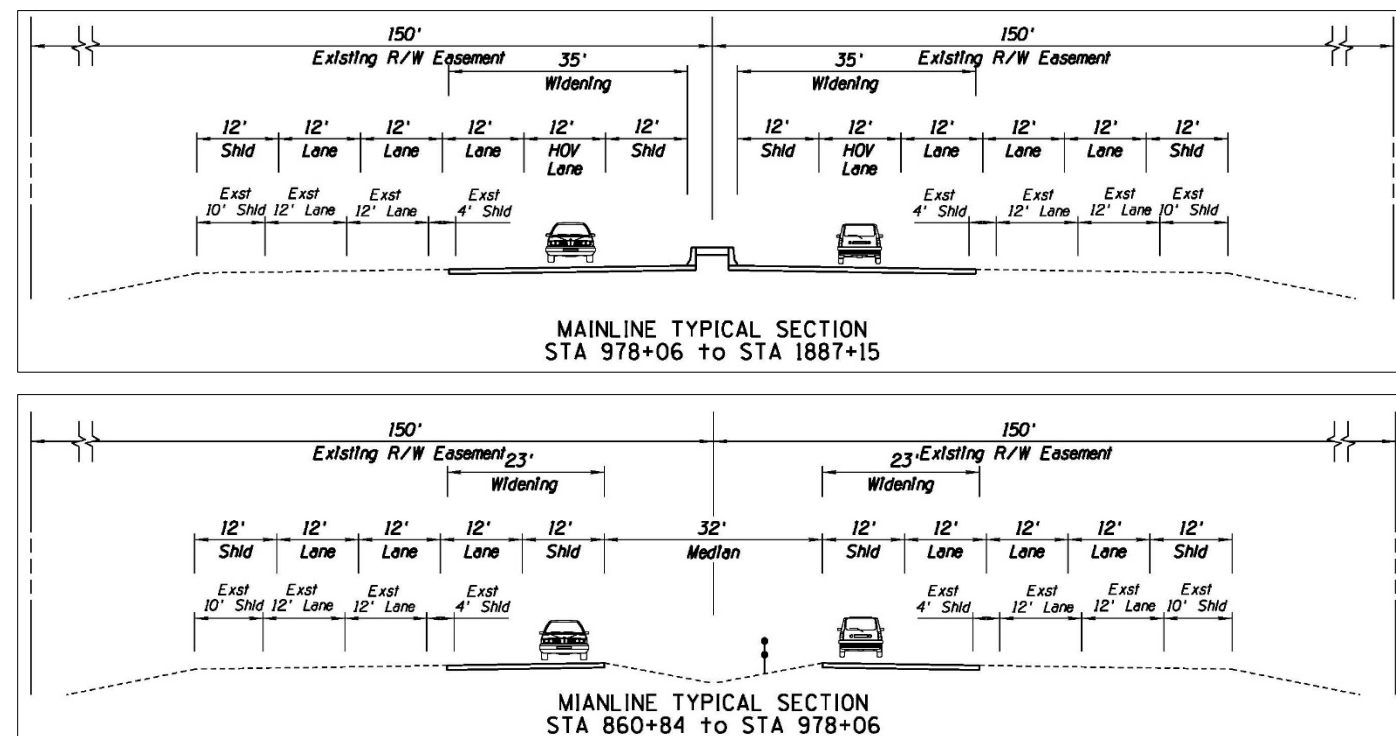 150' 150'
Existing R/W Easement Existing R/W Easement
35' 35'
Widening Widening
12' 12' 12' 12' 12' 12' 12' 12' 12' 12' 12' 12'
Shld Lane Lane Lane HOV Shld Shld HOV Lane Lane Lane Shld
Lane Lane
Exst Exst Exst Exst Exst Exst Exst Exst
10' Shld 12' Lane 12' Lane 4' Shld 4' Shld 12' Lane 12' Lane 10' Shld
MAINLINE TYPICAL SECTION
STA 978+06 to STA 1887+15
150' 150'
Existing R/W Easement Existing R/W Easement
23' 23'
Widening Widening
12' 12' 12' 12' 12' 32' 12' 12' 12' 12' 12'
Shld Lane Lane Lane Shld Median Shld Lane Lane Lane Shld
Exst Exst Exst Exst Exst Exst Exst Exst
10' Shld 12' Lane 12' Lane 4' Shld 4' Shld 12' Lane 12' Lane 10' Shld
MIANLINE TYPICAL SECTION
STA 860+84 to STA 978+06